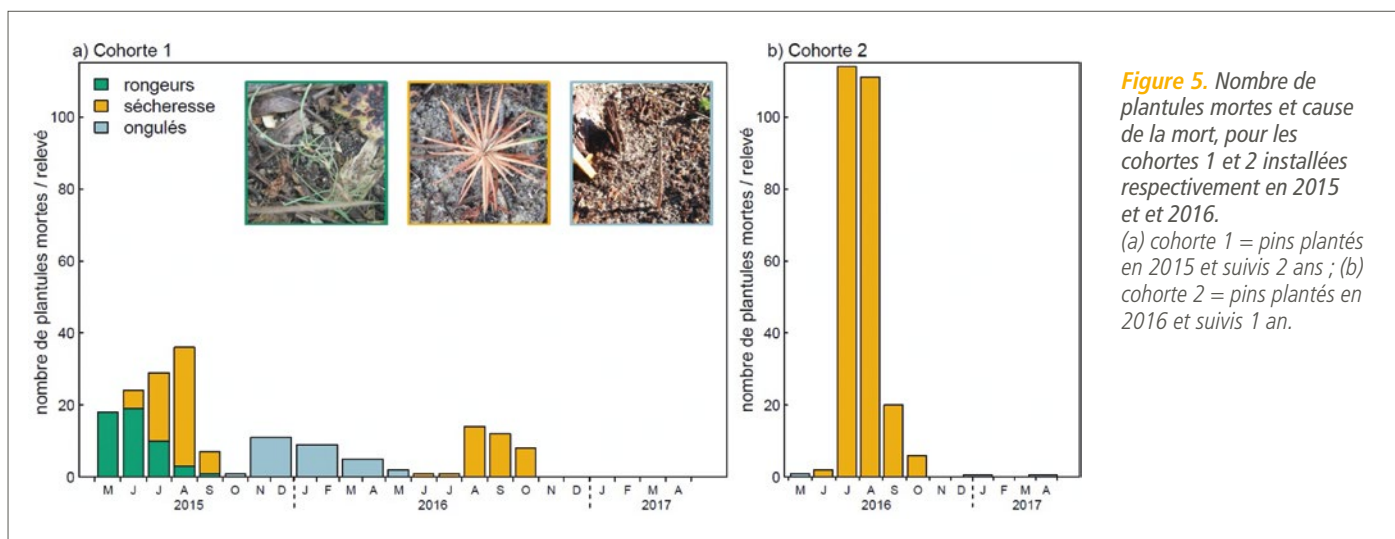 a) Cohorte 1
rongeurs
sécheresse
ongulés
nombre de plantules mortes / relevé
100
80
60
40
20
0
M J J A S O N D J F M A M J J A S O N D J F M A
2015 2016 2017
b) Cohorte 2
nombre de plantules mortes / relevé
100
80
60
40
20
0
M J J A S O N D J F M A
2016 2017
Figure 5. Nombre de
plantules mortes et cause
de la mort, pour les
cohortes 1 et 2 installées
respectivement en 2015
et et 2016.
(a) cohorte 1 = pins plantés
en 2015 et suivis 2 ans ; (b)
cohorte 2 = pins plantés en
2016 et suivis 1 an.